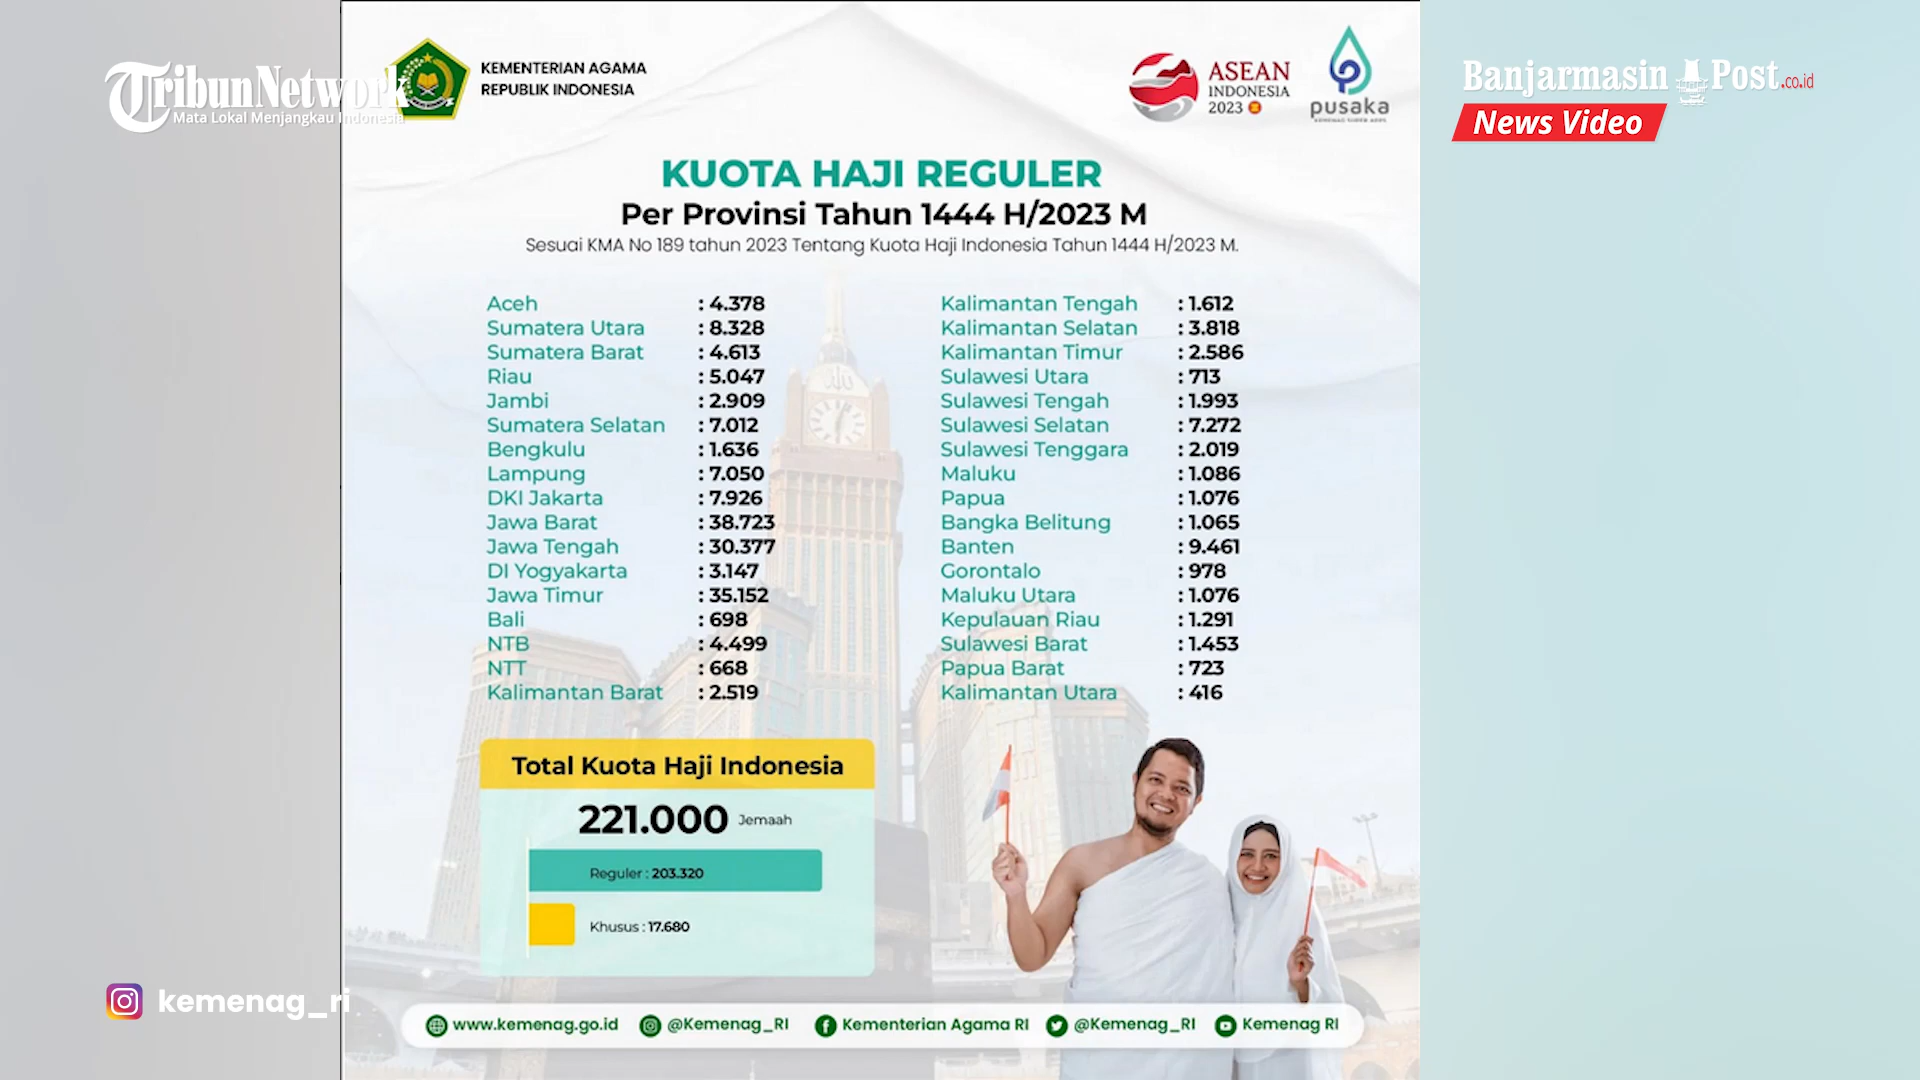 TribunNetwork
Mata Lokal Menjangkau Indonesia
KEMENTERIAN AGAMA
REPUBLIK INDONESIA
ASEAN
INDONESIA
2023
pusaka
Banjarmasin Post.co.id
News Video
KUOTA HAJI REGULER
Per Provinsi Tahun 1444 H/2023 M
Sesuai KMA No 189 tahun 2023 Tentang Kuota Haji Indonesia Tahun 1444 H/2023 M.
Aceh : 4.378
Sumatera Utara : 8.328
Sumatera Barat : 4.613
Riau : 5.047
Jambi : 2.909
Sumatera Selatan : 7.012
Bengkulu : 1.636
Lampung : 7.050
DKI Jakarta : 7.926
Jawa Barat : 38.723
Jawa Tengah : 30.377
DI Yogyakarta : 3.147
Jawa Timur : 35.152
Bali : 698
NTB : 4.499
NTT : 668
Kalimantan Barat : 2.519
Kalimantan Tengah : 1.612
Kalimantan Selatan : 3.818
Kalimantan Timur : 2.586
Sulawesi Utara : 713
Sulawesi Tengah : 1.993
Sulawesi Selatan : 7.272
Sulawesi Tenggara : 2.019
Maluku : 1.086
Papua : 1.076
Bangka Belitung : 1.065
Banten : 9.461
Gorontalo : 978
Maluku Utara : 1.076
Kepulauan Riau : 1.291
Sulawesi Barat : 1.453
Papua Barat : 723
Kalimantan Utara : 416
Total Kuota Haji Indonesia
221.000 Jemaah
Reguler : 203.320
Khusus : 17.680
kemenag_ri
www.kemenag.go.id @Kemenag_RI Kementerian Agama RI @Kemenag_RI Kemenag RI